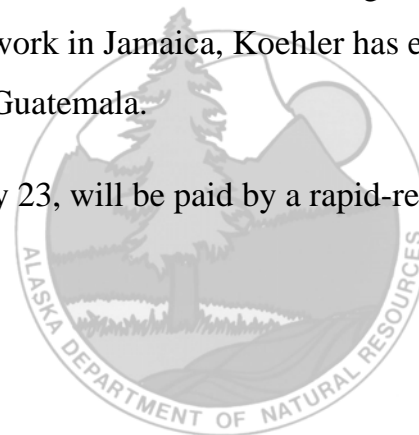 work in Jamaica, Koehler has e
Guatemala.
y 23, will be paid by a rapid-re
ALASKA DEPARTMENT OF NATURAL RESOURCES